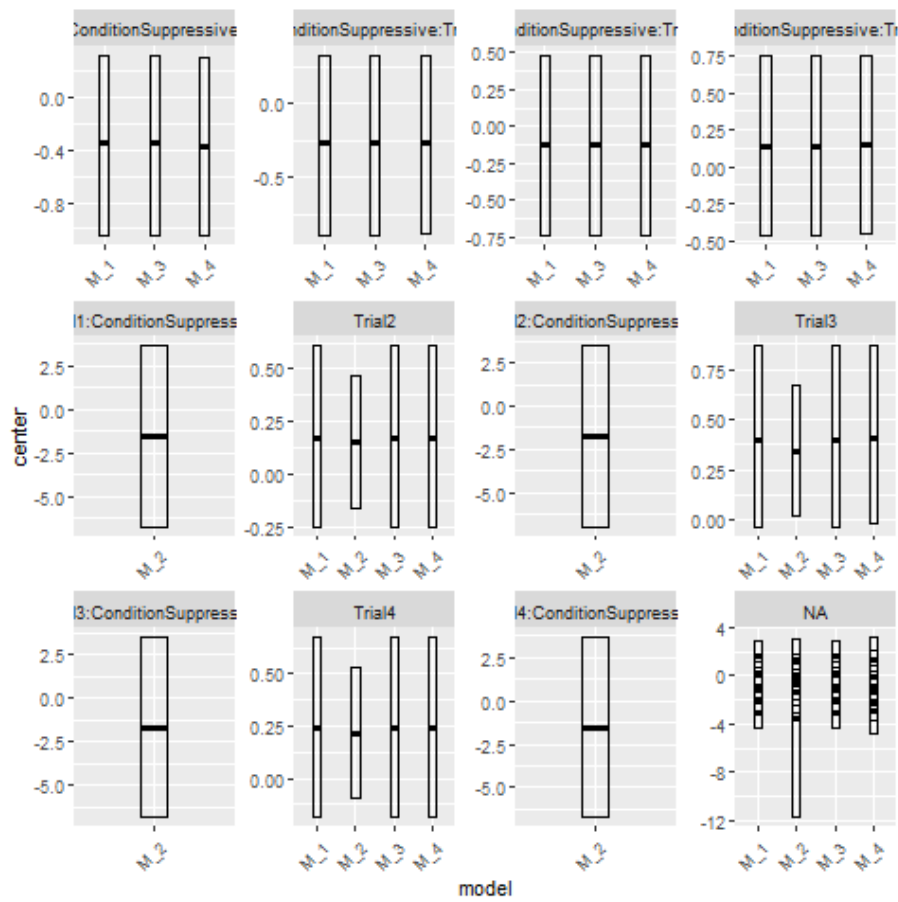 ConditionSuppressive
nditionSuppressive:Tr
nditionSuppressive:Tr
nditionSuppressive:Tr
0.0
-0.4
-0.8
0.0
-0.5
0.50
0.25
0.00
-0.25
-0.50
-0.75
0.75
0.50
0.25
0.00
-0.25
-0.50
M_1 M_3 M_4
M_1 M_3 M_4
M_1 M_3 M_4
M_1 M_3 M_4
l1:ConditionSuppress
Trial2
l2:ConditionSuppress
Trial3
center
2.5
0.0
-2.5
-5.0
0.50
0.25
0.00
-0.25
2.5
0.0
-2.5
-5.0
0.75
0.50
0.25
0.00
M_2
M_1 M_2 M_3 M_4
M_2
M_1 M_2 M_3 M_4
l3:ConditionSuppress
Trial4
l4:ConditionSuppress
NA
2.5
0.0
-2.5
-5.0
0.50
0.25
0.00
2.5
0.0
-2.5
-5.0
4
0
-4
-8
-12
M_2
M_1 M_2 M_3 M_4
M_2
M_1 M_2 M_3 M_4
model